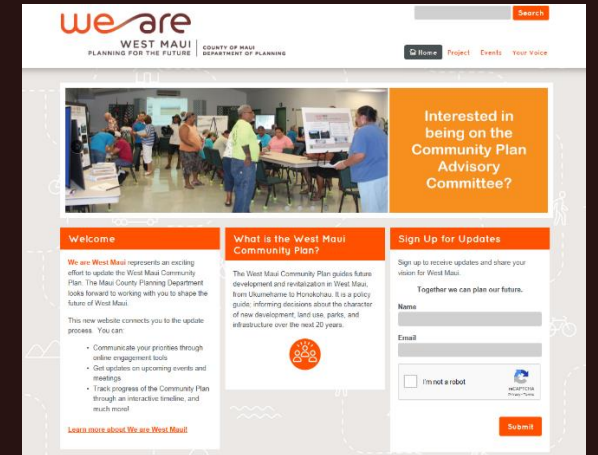 Search
we are
WEST MAUI
PLANNING FOR THE FUTURE
COUNTY OF MAUI
DEPARTMENT OF PLANNING
Home Project Events Your Voice
Interested in
being on the
Community Plan
Advisory
Committee?
Welcome
We are West Maui represents an exciting
effort to update the West Maui Community
Plan. The Maui County Planning Department
looks forward to working with you to shape the
future of West Maui.
This new website connects you to the update
process. You can:
• Communicate your priorities through
online engagement tools
• Get updates on upcoming events and
meetings
• Track progress of the Community Plan
through an interactive timeline, and
much more!
Learn more about We are West Maui!
What is the West Maui
Community Plan?
The West Maui Community Plan guides future
development and revitalization in West Maui,
from Ukumehame to Honokohau. It is a policy
guide; informing decisions about the character
of new development, land use, parks, and
infrastructure over the next 20 years.
Sign Up for Updates
Sign up to receive updates and share your
vision for West Maui.
Together we can plan our future.
Name
Email
I'm not a robot
reCAPTCHA
Privacy - Terms
Submit